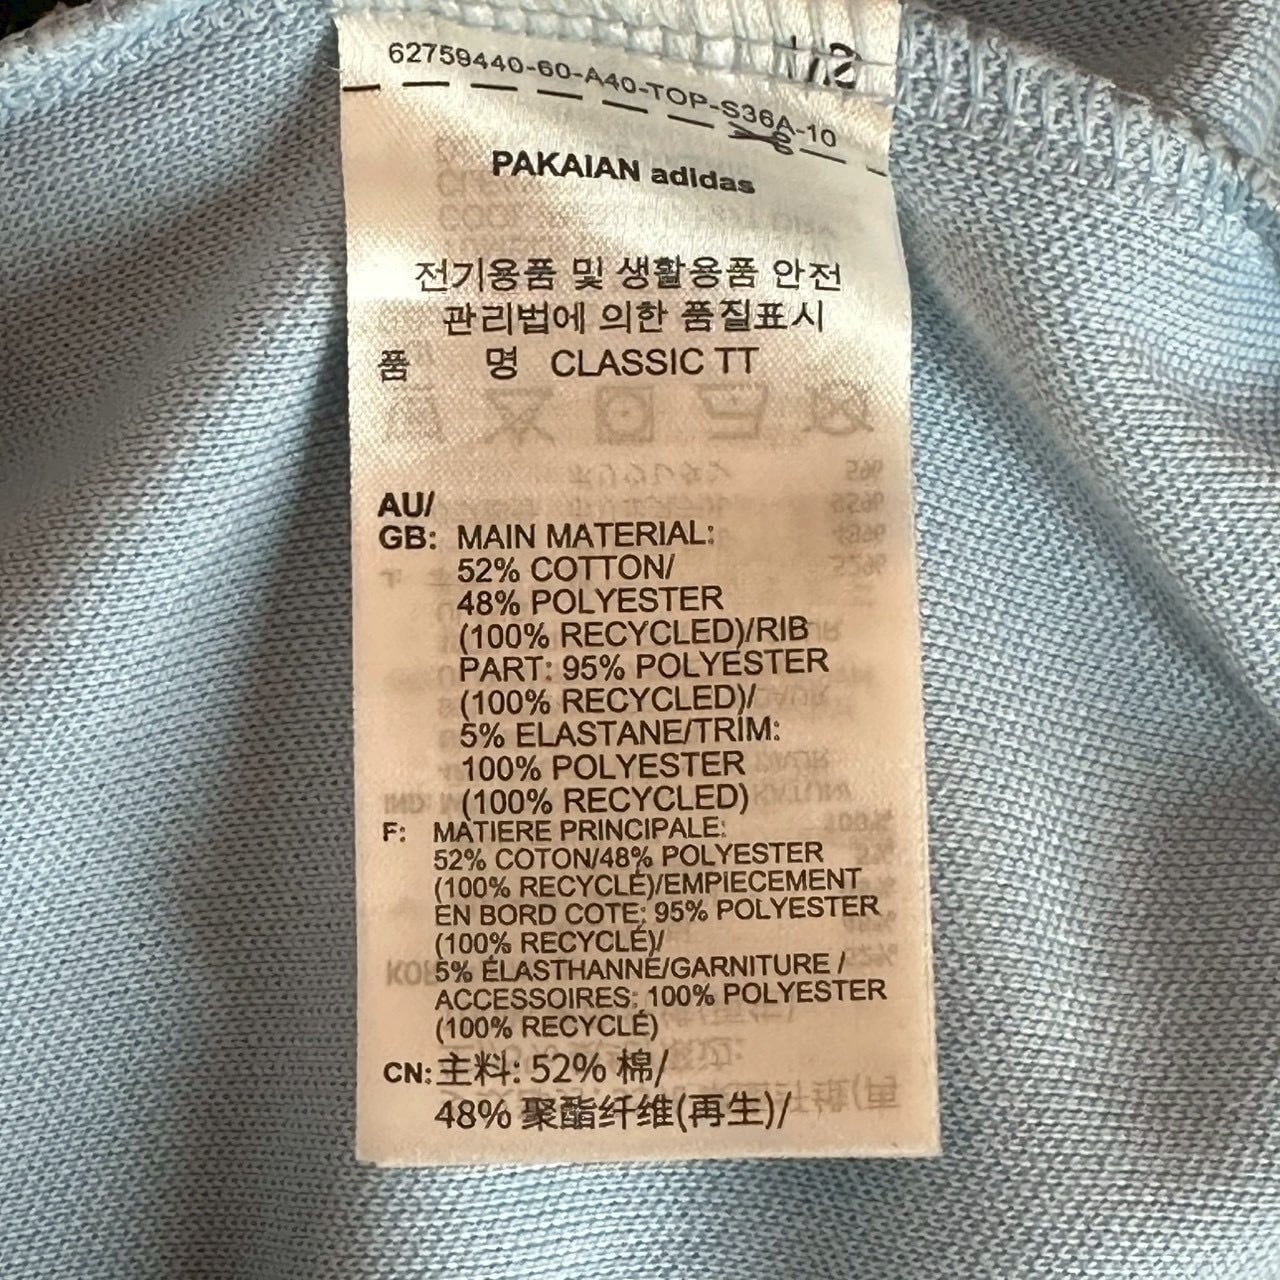 62759440-60-A40-TOP-S36A-10
PAKAIAN adidas
전기용품 및 생활용품 안전
관리법에 의한 품질표시
품 명 CLASSIC TT
AU/
GB: MAIN MATERIAL:
52% COTTON/
48% POLYESTER
(100% RECYCLED)/RIB
PART: 95% POLYESTER
(100% RECYCLED)/
5% ELASTANE/TRIM:
100% POLYESTER
(100% RECYCLED)
F: MATIERE PRINCIPALE:
52% COTON/48% POLYESTER
(100% RECYCLÉ)/EMPIECEMENT
EN BORD COTE: 95% POLYESTER
(100% RECYCLÉ)/
5% ÉLASTHANNE/GARNITURE /
ACCESSOIRES: 100% POLYESTER
(100% RECYCLÉ)
CN: 主料: 52% 棉/
48% 聚酯纤维(再生)/